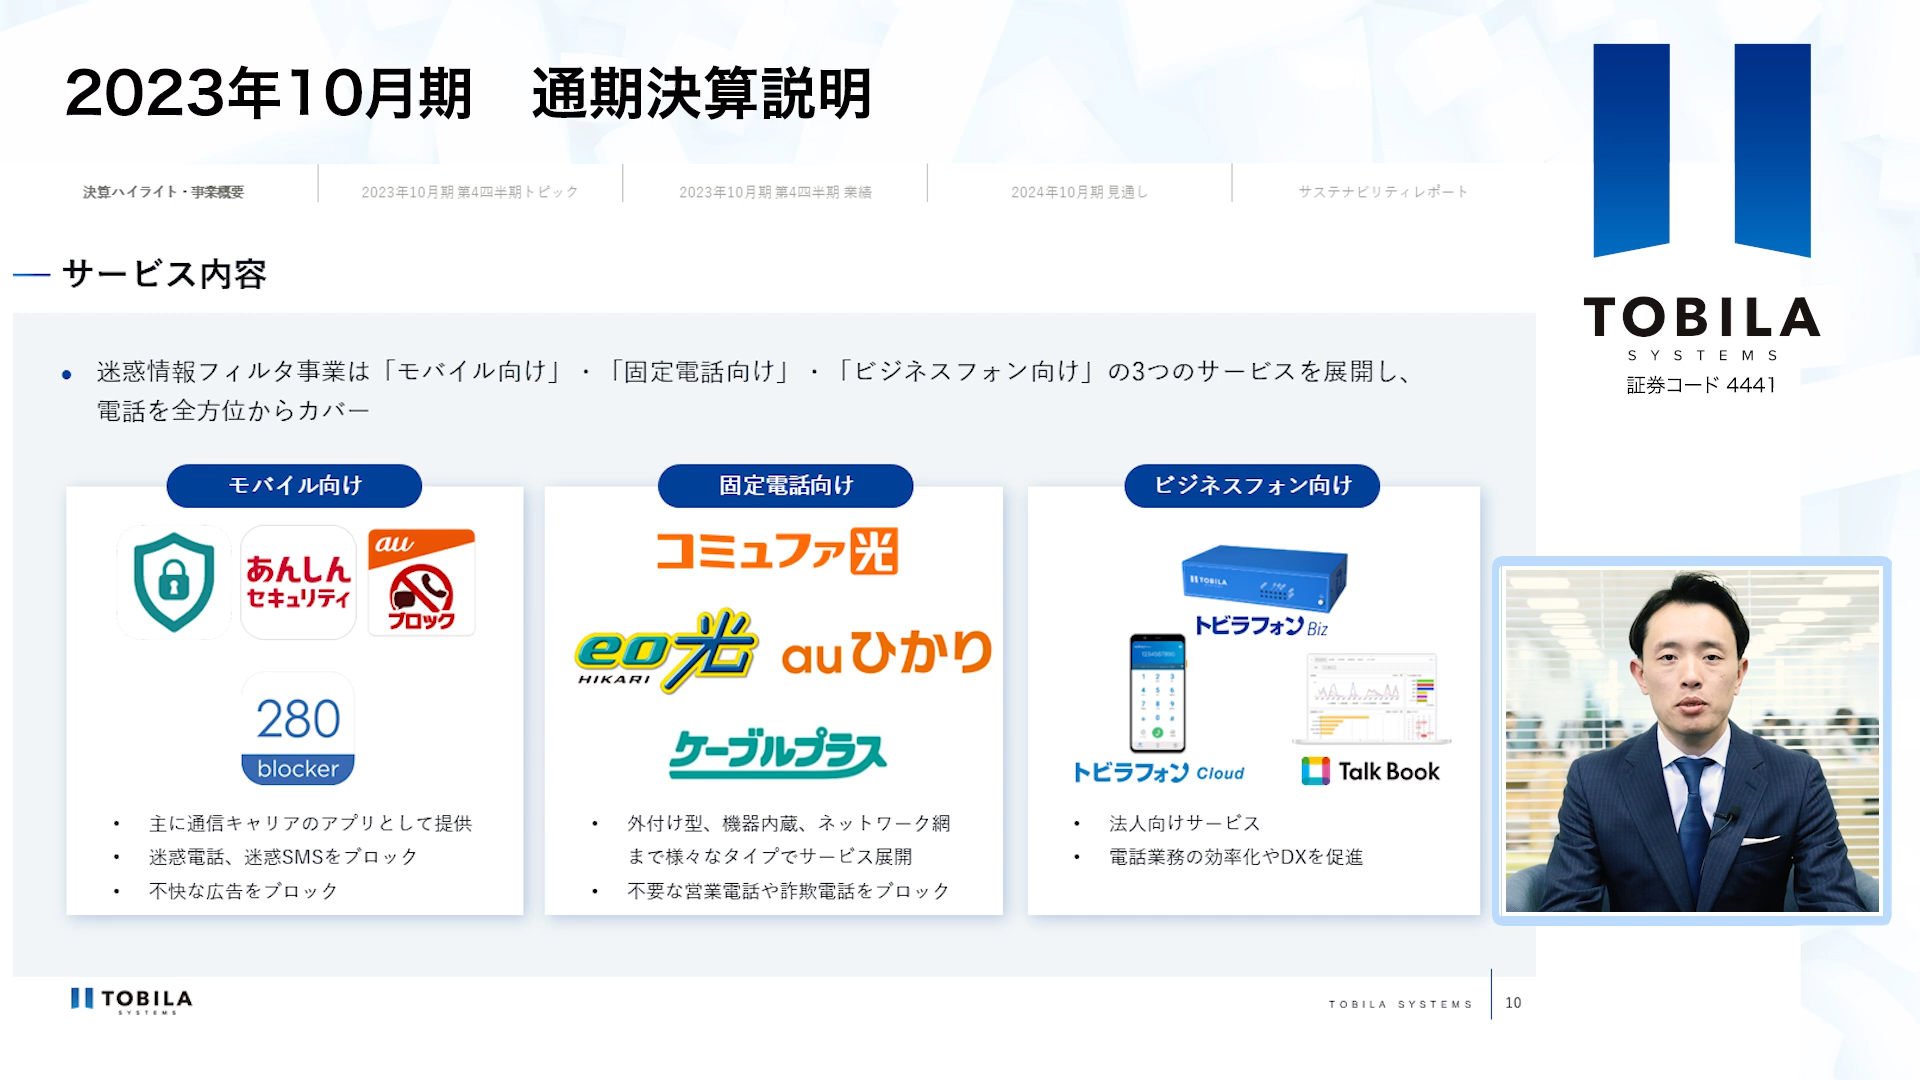 2023年10月期　通期決算説明
決算ハイライト・事業概要
2023年10月期 第4四半期トピック
2023年10月期 第4四半期 業績
2024年10月期 見通し
サステナビリティレポート
サービス内容
• 迷惑情報フィルタ事業は「モバイル向け」・「固定電話向け」・「ビジネスフォン向け」の3つのサービスを展開し、
電話を全方位からカバー
モバイル向け
あんしん
セキュリティ
au
ブロック
280
blocker
• 主に通信キャリアのアプリとして提供
• 迷惑電話、迷惑SMSをブロック
• 不快な広告をブロック
固定電話向け
コミュファ光
eo光
HIKARI
auひかり
ケーブルプラス
• 外付け型、機器内蔵、ネットワーク網
まで様々なタイプでサービス展開
• 不要な営業電話や詐欺電話をブロック
ビジネスフォン向け
TOBILA
トビラフォン Biz
トビラフォン Cloud
Talk Book
• 法人向けサービス
• 電話業務の効率化やDXを促進
TOBILA
SYSTEMS
証券コード 4441
TOBILA
SYSTEMS
TOBILA SYSTEMS
10